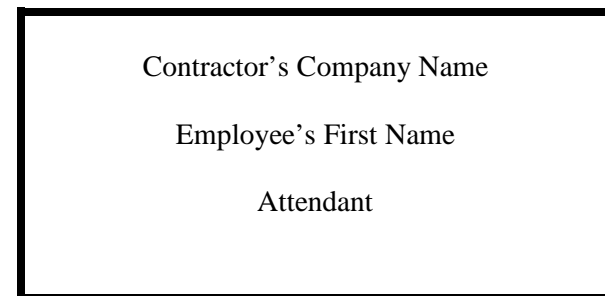 Contractor’s Company Name
Employee’s First Name
Attendant